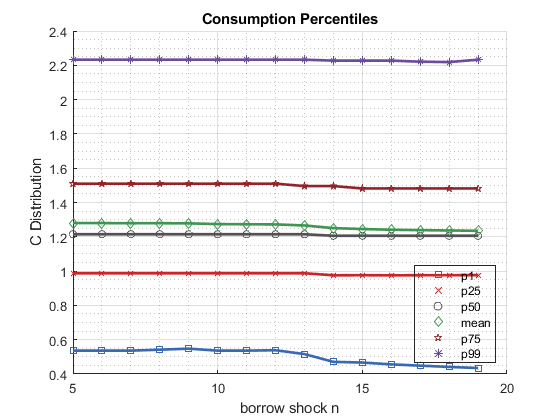 Consumption Percentiles
2.4
2.2
2
1.8
1.6
1.4
1.2
1
0.8
0.6
0.4
C Distribution
p1
p25
p50
mean
p75
p99
5
10
15
20
borrow shock n